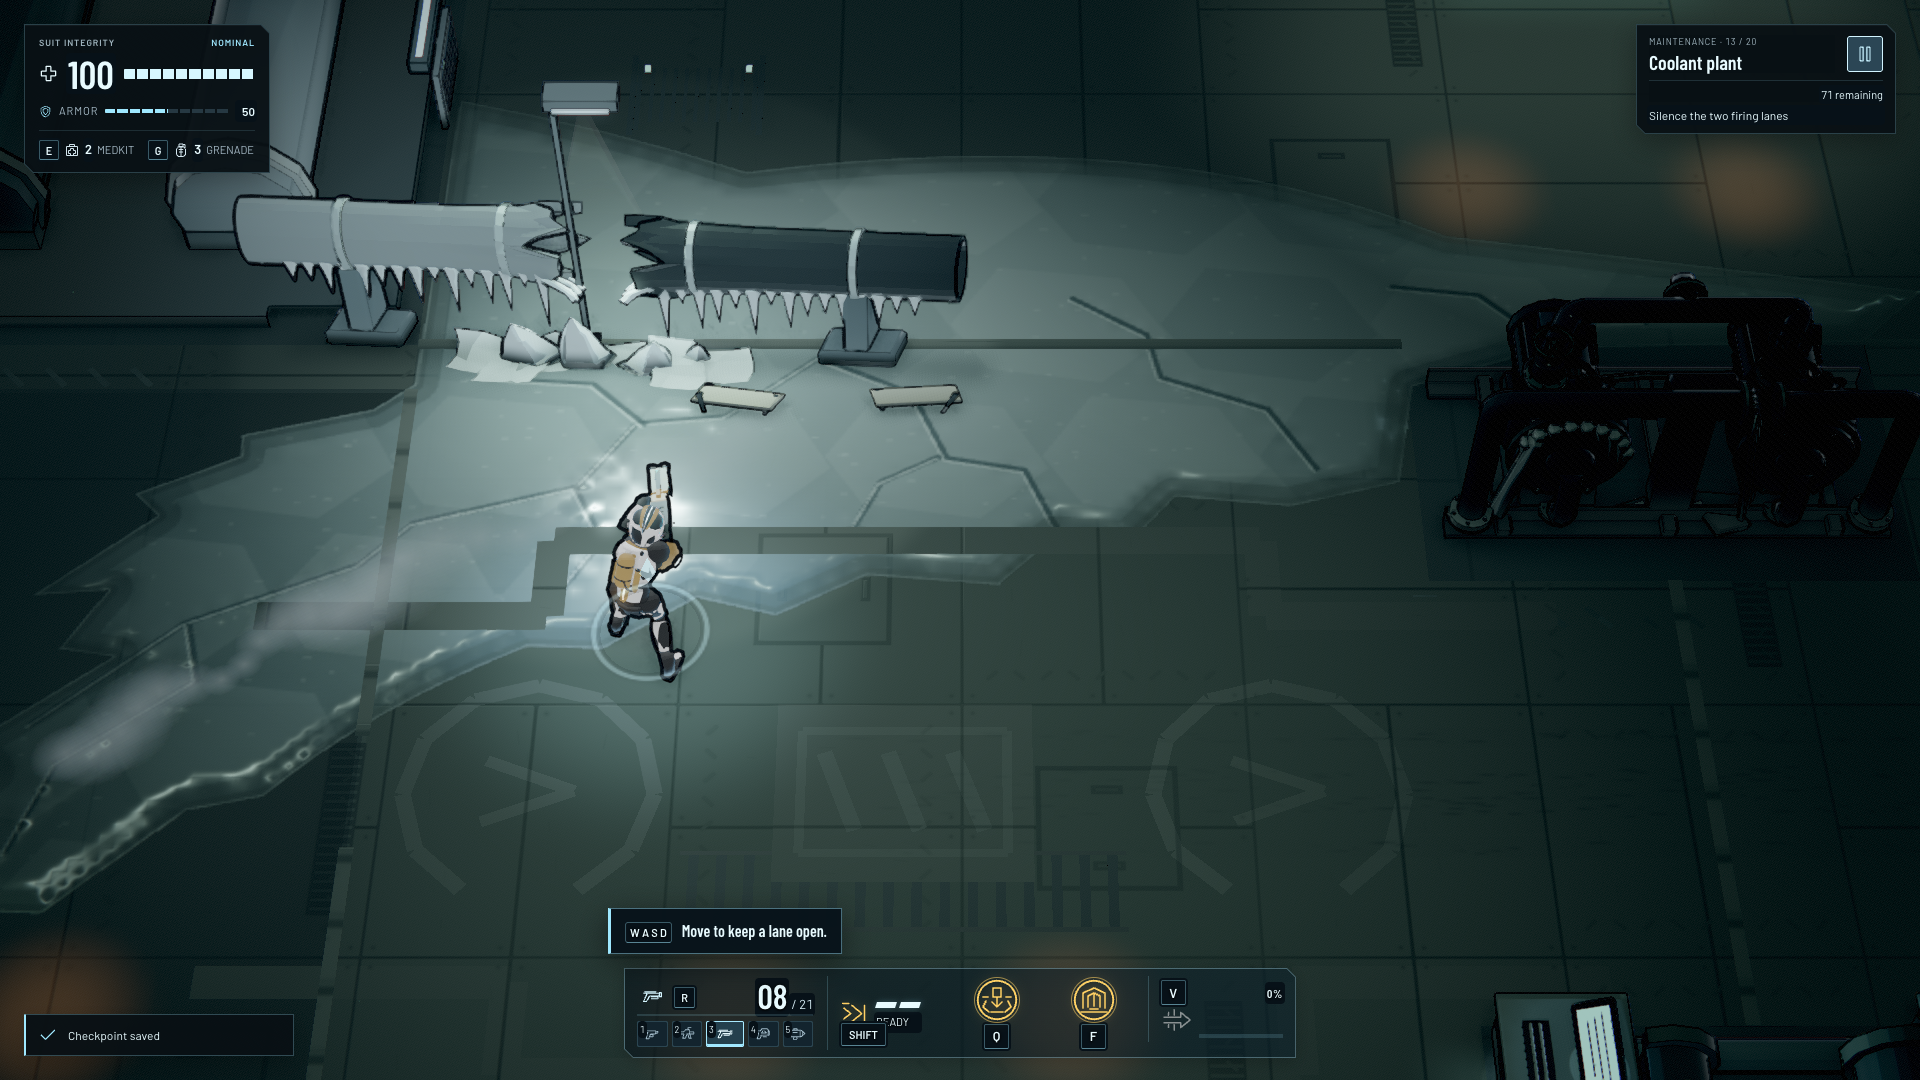 SUIT INTEGRITY NOMINAL
100
ARMOR 50
E 2 MEDKIT G 3 GRENADE
MAINTENANCE - 13 / 20
Coolant plant
71 remaining
Silence the two firing lanes
WASD Move to keep a lane open.
R 08 / 21
1 2 3 4 5
SHIFT
Q
F
V 0%
Checkpoint saved